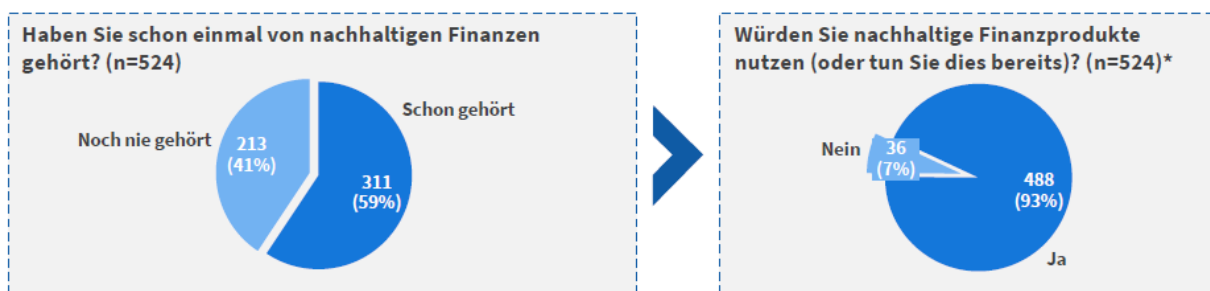 Haben Sie schon einmal von nachhaltigen Finanzen
gehört? (n=524)
Schon gehört
Noch nie gehört
213
(41%)
311
(59%)
Würden Sie nachhaltige Finanzprodukte
nutzen (oder tun Sie dies bereits)? (n=524)*
Nein
36
(7%)
488
(93%)
Ja